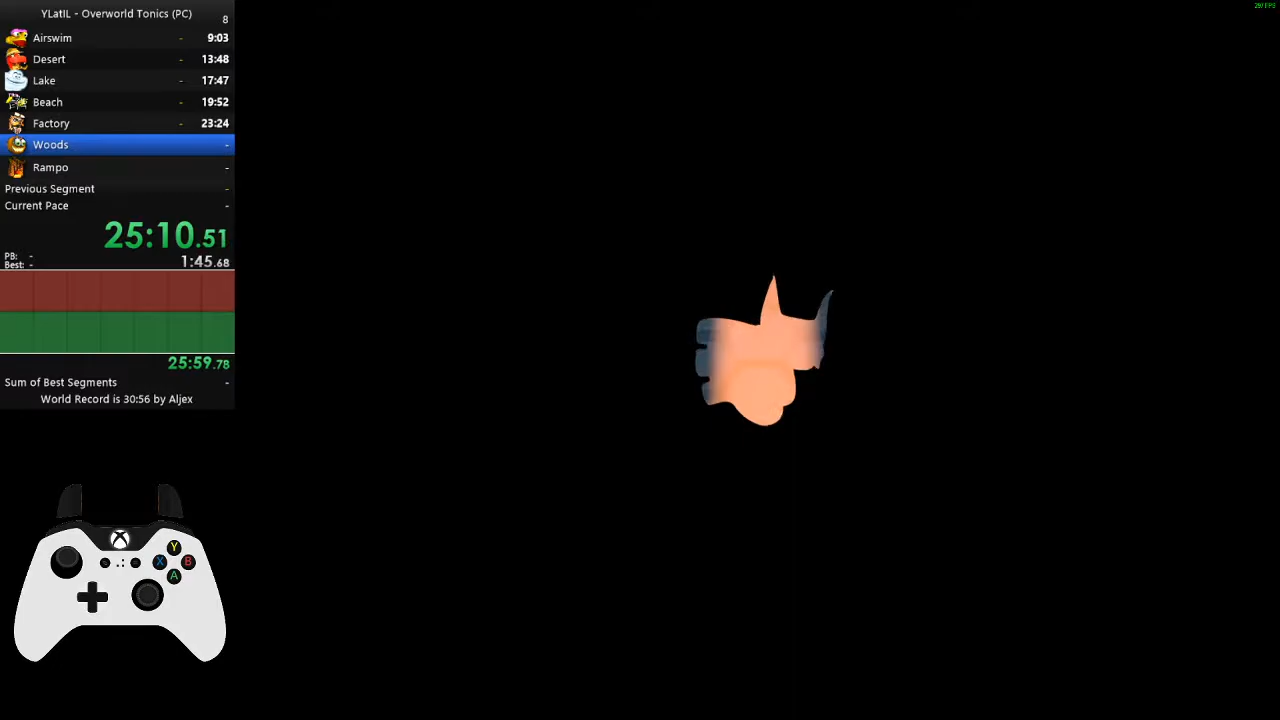 YLatIL - Overworld Tonics (PC)
8
Airswim - 9:03
Desert - 13:48
Lake - 17:47
Beach - 19:52
Factory - 23:24
Woods -
Rampo -
Previous Segment -
Current Pace -
25:10.51
PB: -
Best: -
1:45.68
25:59.78
Sum of Best Segments -
World Record is 30:56 by Aljex
Y
X B
A